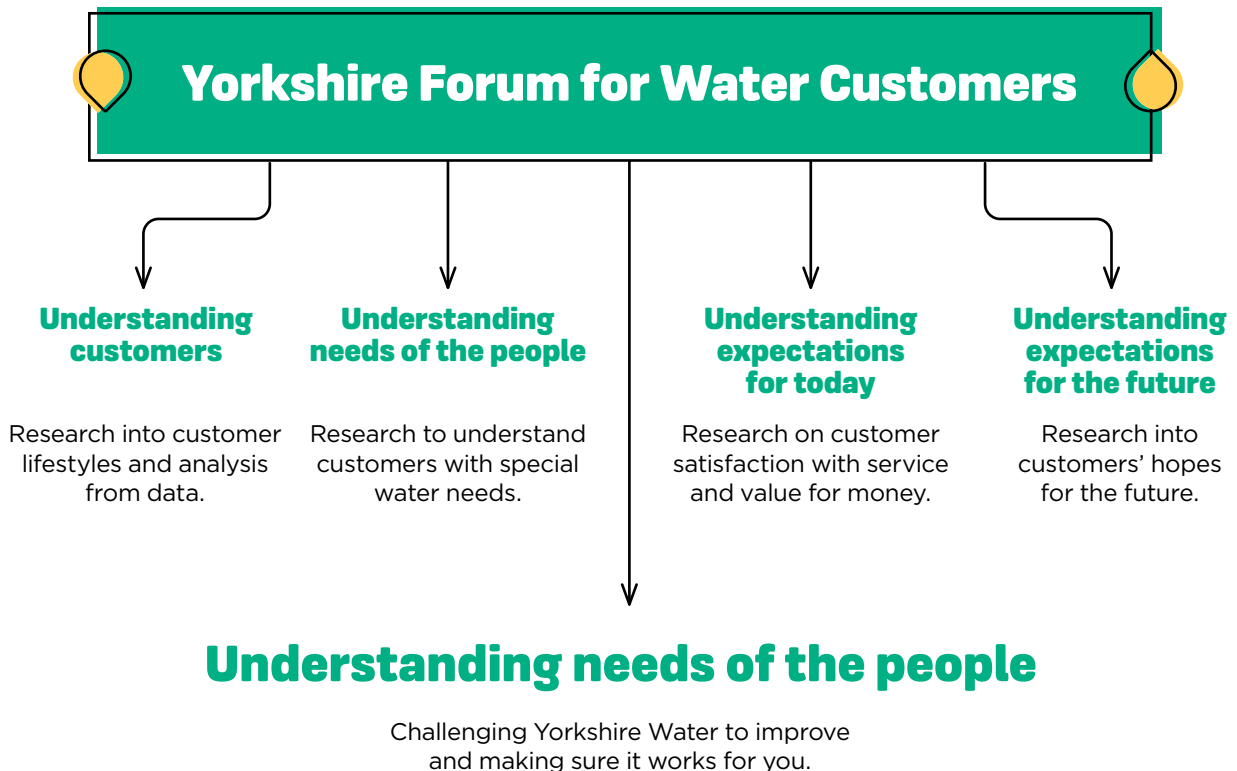 Yorkshire Forum for Water Customers
Understanding
customers
Research into customer
lifestyles and analysis
from data.
Understanding
needs of the people
Research to understand
customers with special
water needs.
Understanding
expectations
for today
Research on customer
satisfaction with service
and value for money.
Understanding
expectations
for the future
Research into
customers’ hopes
for the future.
Understanding needs of the people
Challenging Yorkshire Water to improve
and making sure it works for you.